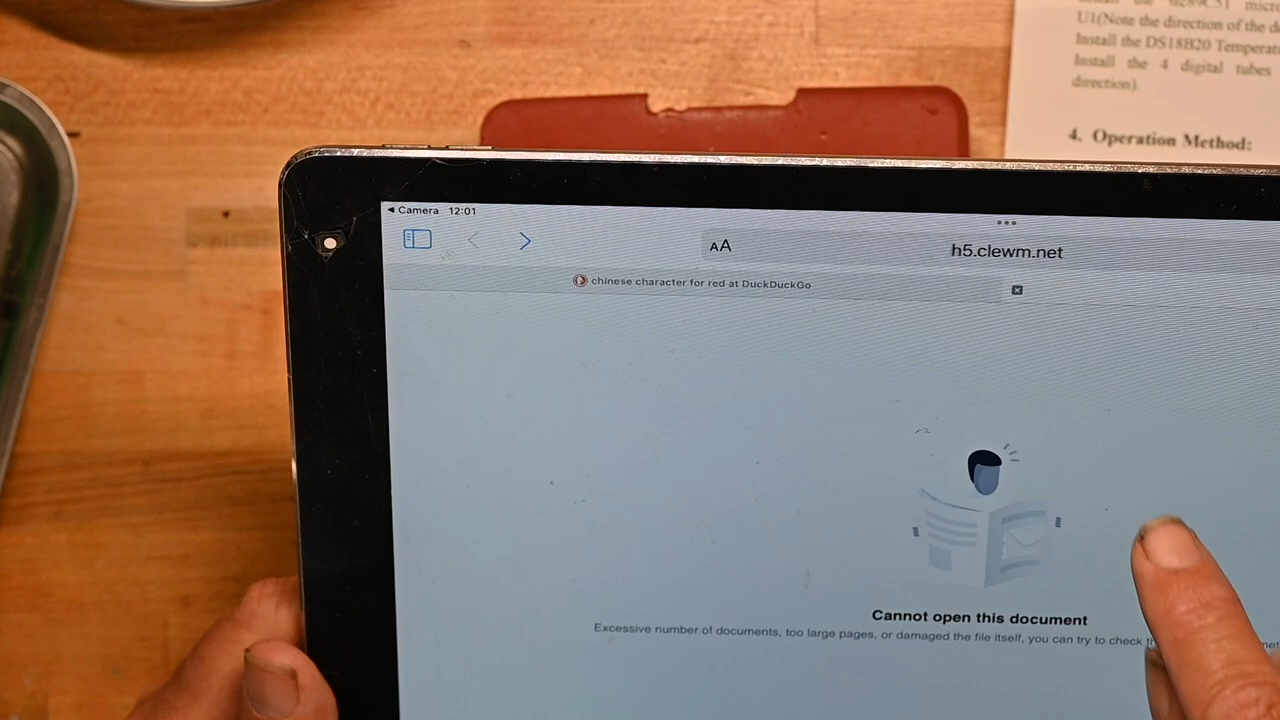 micro
U1(Note the direction of the de
Install the DS18B20 Temperat
Install the 4 digital tubes
direction).
4. Operation Method:
Camera 12:01
AA
h5.clewm.net
chinese character for red at DuckDuckGo
Cannot open this document
Excessive number of documents, too large pages, or damaged the file itself, you can try to check